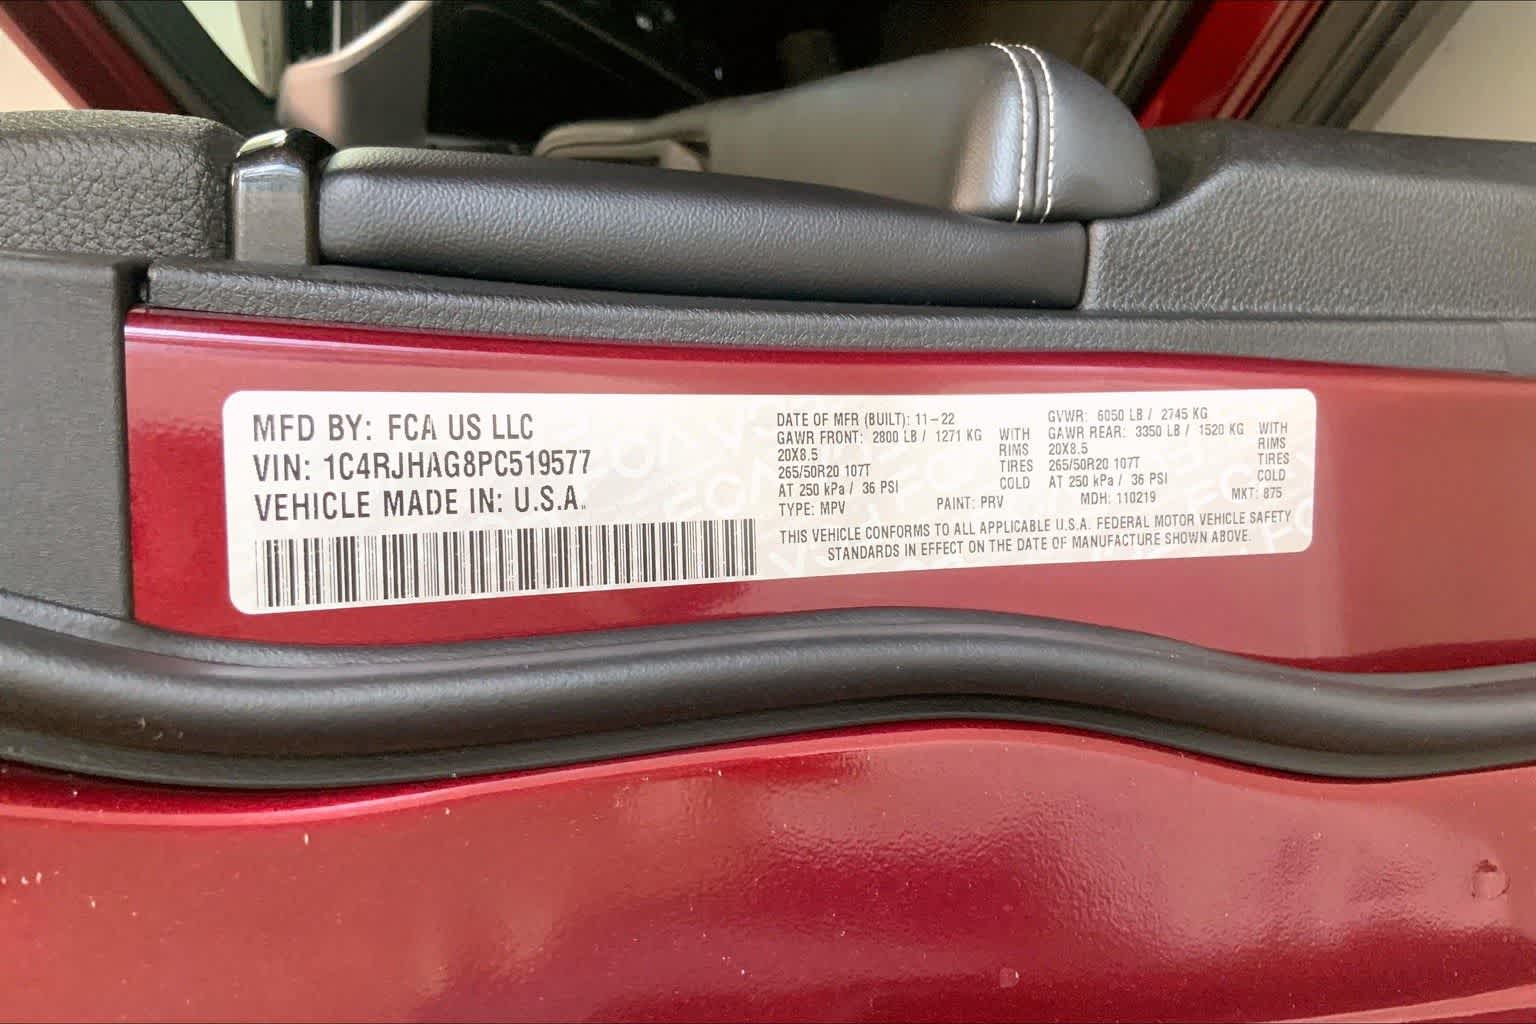 MFD BY: FCA US LLC
VIN: 1C4RJHAG8PC519577
VEHICLE MADE IN: U.S.A.
DATE OF MFR (BUILT): 11-22
GAWR FRONT: 2800 LB / 1271 KG WITH
20X8.5 RIMS
265/50R20 107T TIRES
AT 250 kPa / 36 PSI COLD
TYPE: MPV PAINT: PRV
GVWR: 6050 LB / 2745 KG
GAWR REAR: 3350 LB / 1520 KG WITH
20X8.5 RIMS
265/50R20 107T TIRES
AT 250 kPa / 36 PSI COLD
MDH: 110219 MKT: 875
THIS VEHICLE CONFORMS TO ALL APPLICABLE U.S.A. FEDERAL MOTOR VEHICLE SAFETY
STANDARDS IN EFFECT ON THE DATE OF MANUFACTURE SHOWN ABOVE.